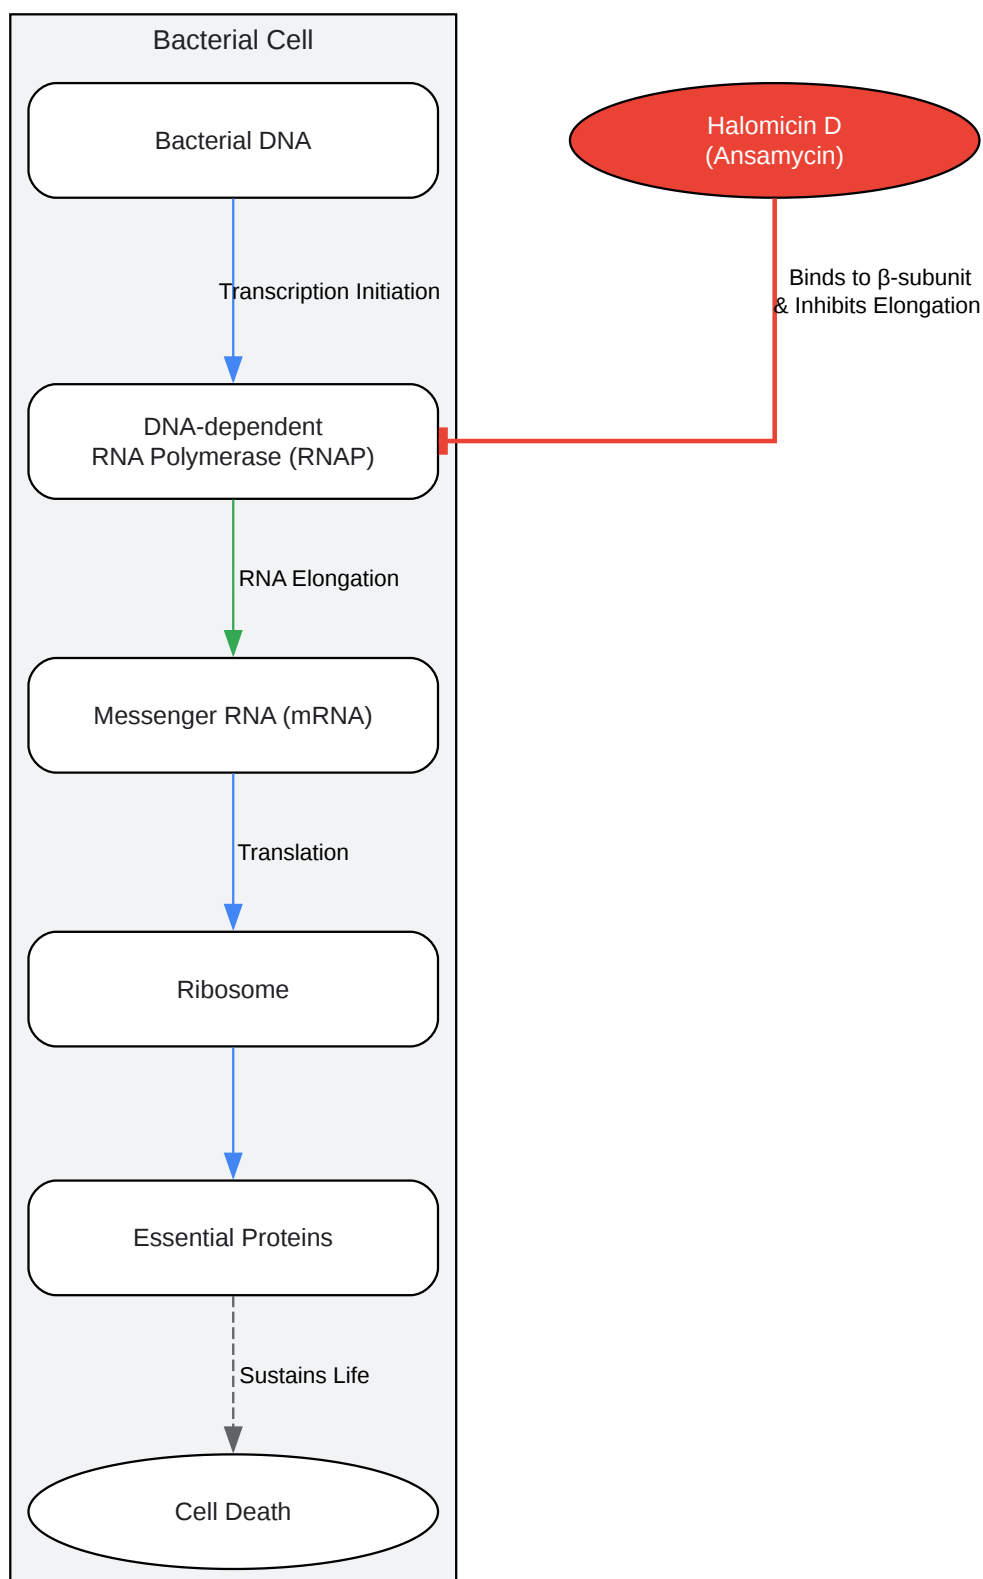 Bacterial Cell
Bacterial DNA
Halomicin D
(Ansamycin)
Transcription Initiation
Binds to β-subunit
& Inhibits Elongation
DNA-dependent
RNA Polymerase (RNAP)
RNA Elongation
Messenger RNA (mRNA)
Translation
Ribosome
Essential Proteins
Sustains Life
Cell Death